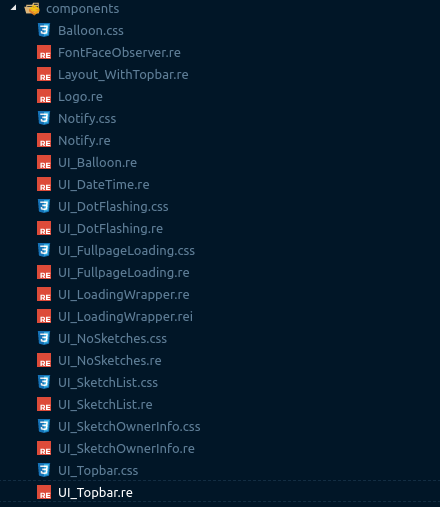 components
Balloon.css
FontFaceObserver.re
Layout_WithTopbar.re
Logo.re
Notify.css
Notify.re
UI_Balloon.re
UI_DateTime.re
UI_DotFlashing.css
UI_DotFlashing.re
UI_FullpageLoading.css
UI_FullpageLoading.re
UI_LoadingWrapper.re
UI_LoadingWrapper.rei
UI_NoSketches.css
UI_NoSketches.re
UI_SketchList.css
UI_SketchList.re
UI_SketchOwnerInfo.css
UI_SketchOwnerInfo.re
UI_Topbar.css
UI_Topbar.re